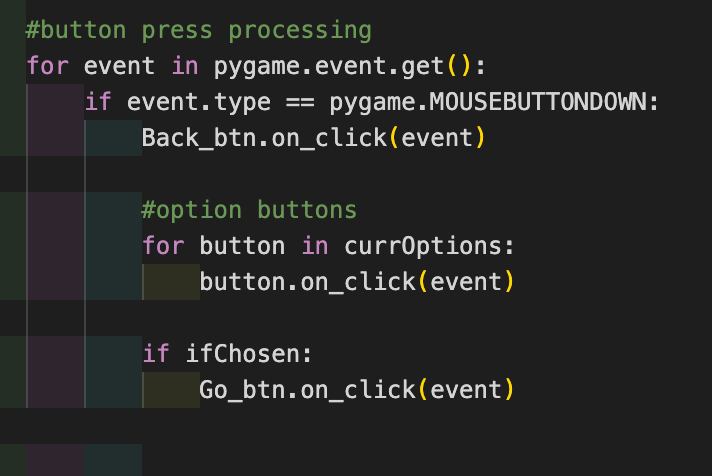 #button press processing
for event in pygame.event.get():
if event.type == pygame.MOUSEBUTTONDOWN:
Back_btn.on_click(event)
#option buttons
for button in currOptions:
button.on_click(event)
if ifChosen:
Go_btn.on_click(event)